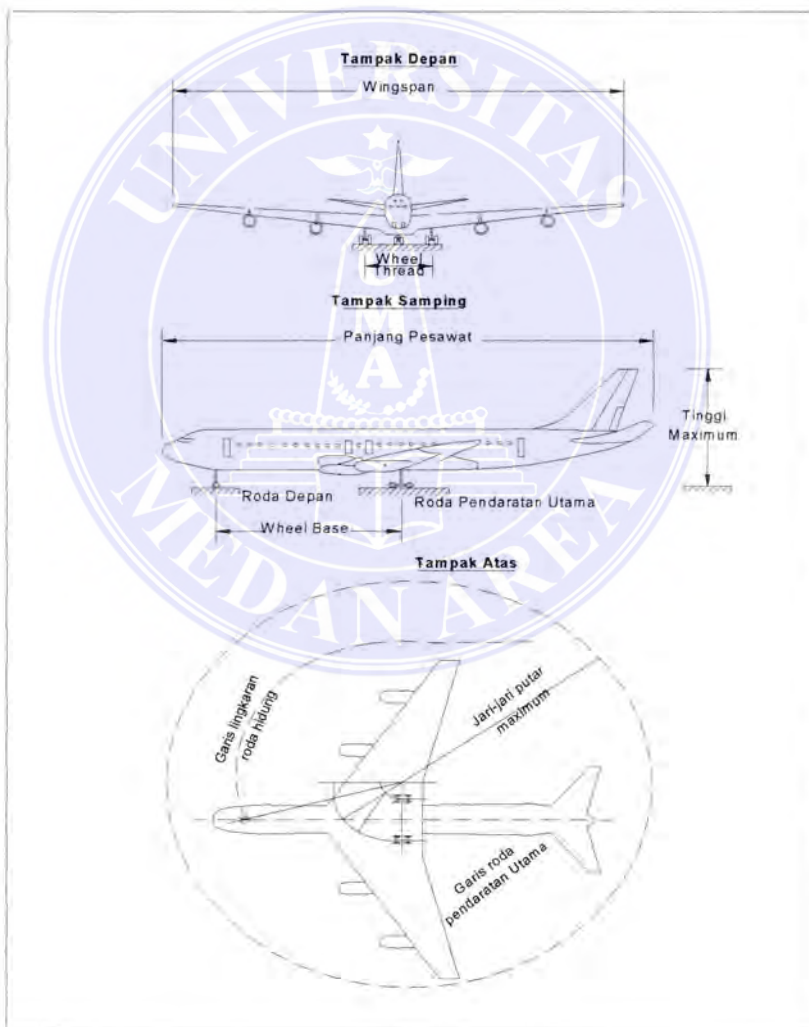 Tampak Depan
Wingspan
Wheel
Thread
Tampak Samping
Panjang Pesawat
Tinggi
Maximum
Roda Depan
Roda Pendaratan Utama
Wheel Base
Tampak Atas
Garis lingkaran
roda hidung
Jari-jari putar
maximum
Garis roda
pendaratan Utama
UNIVERSITAS
MEDAN AREA
U
M
A